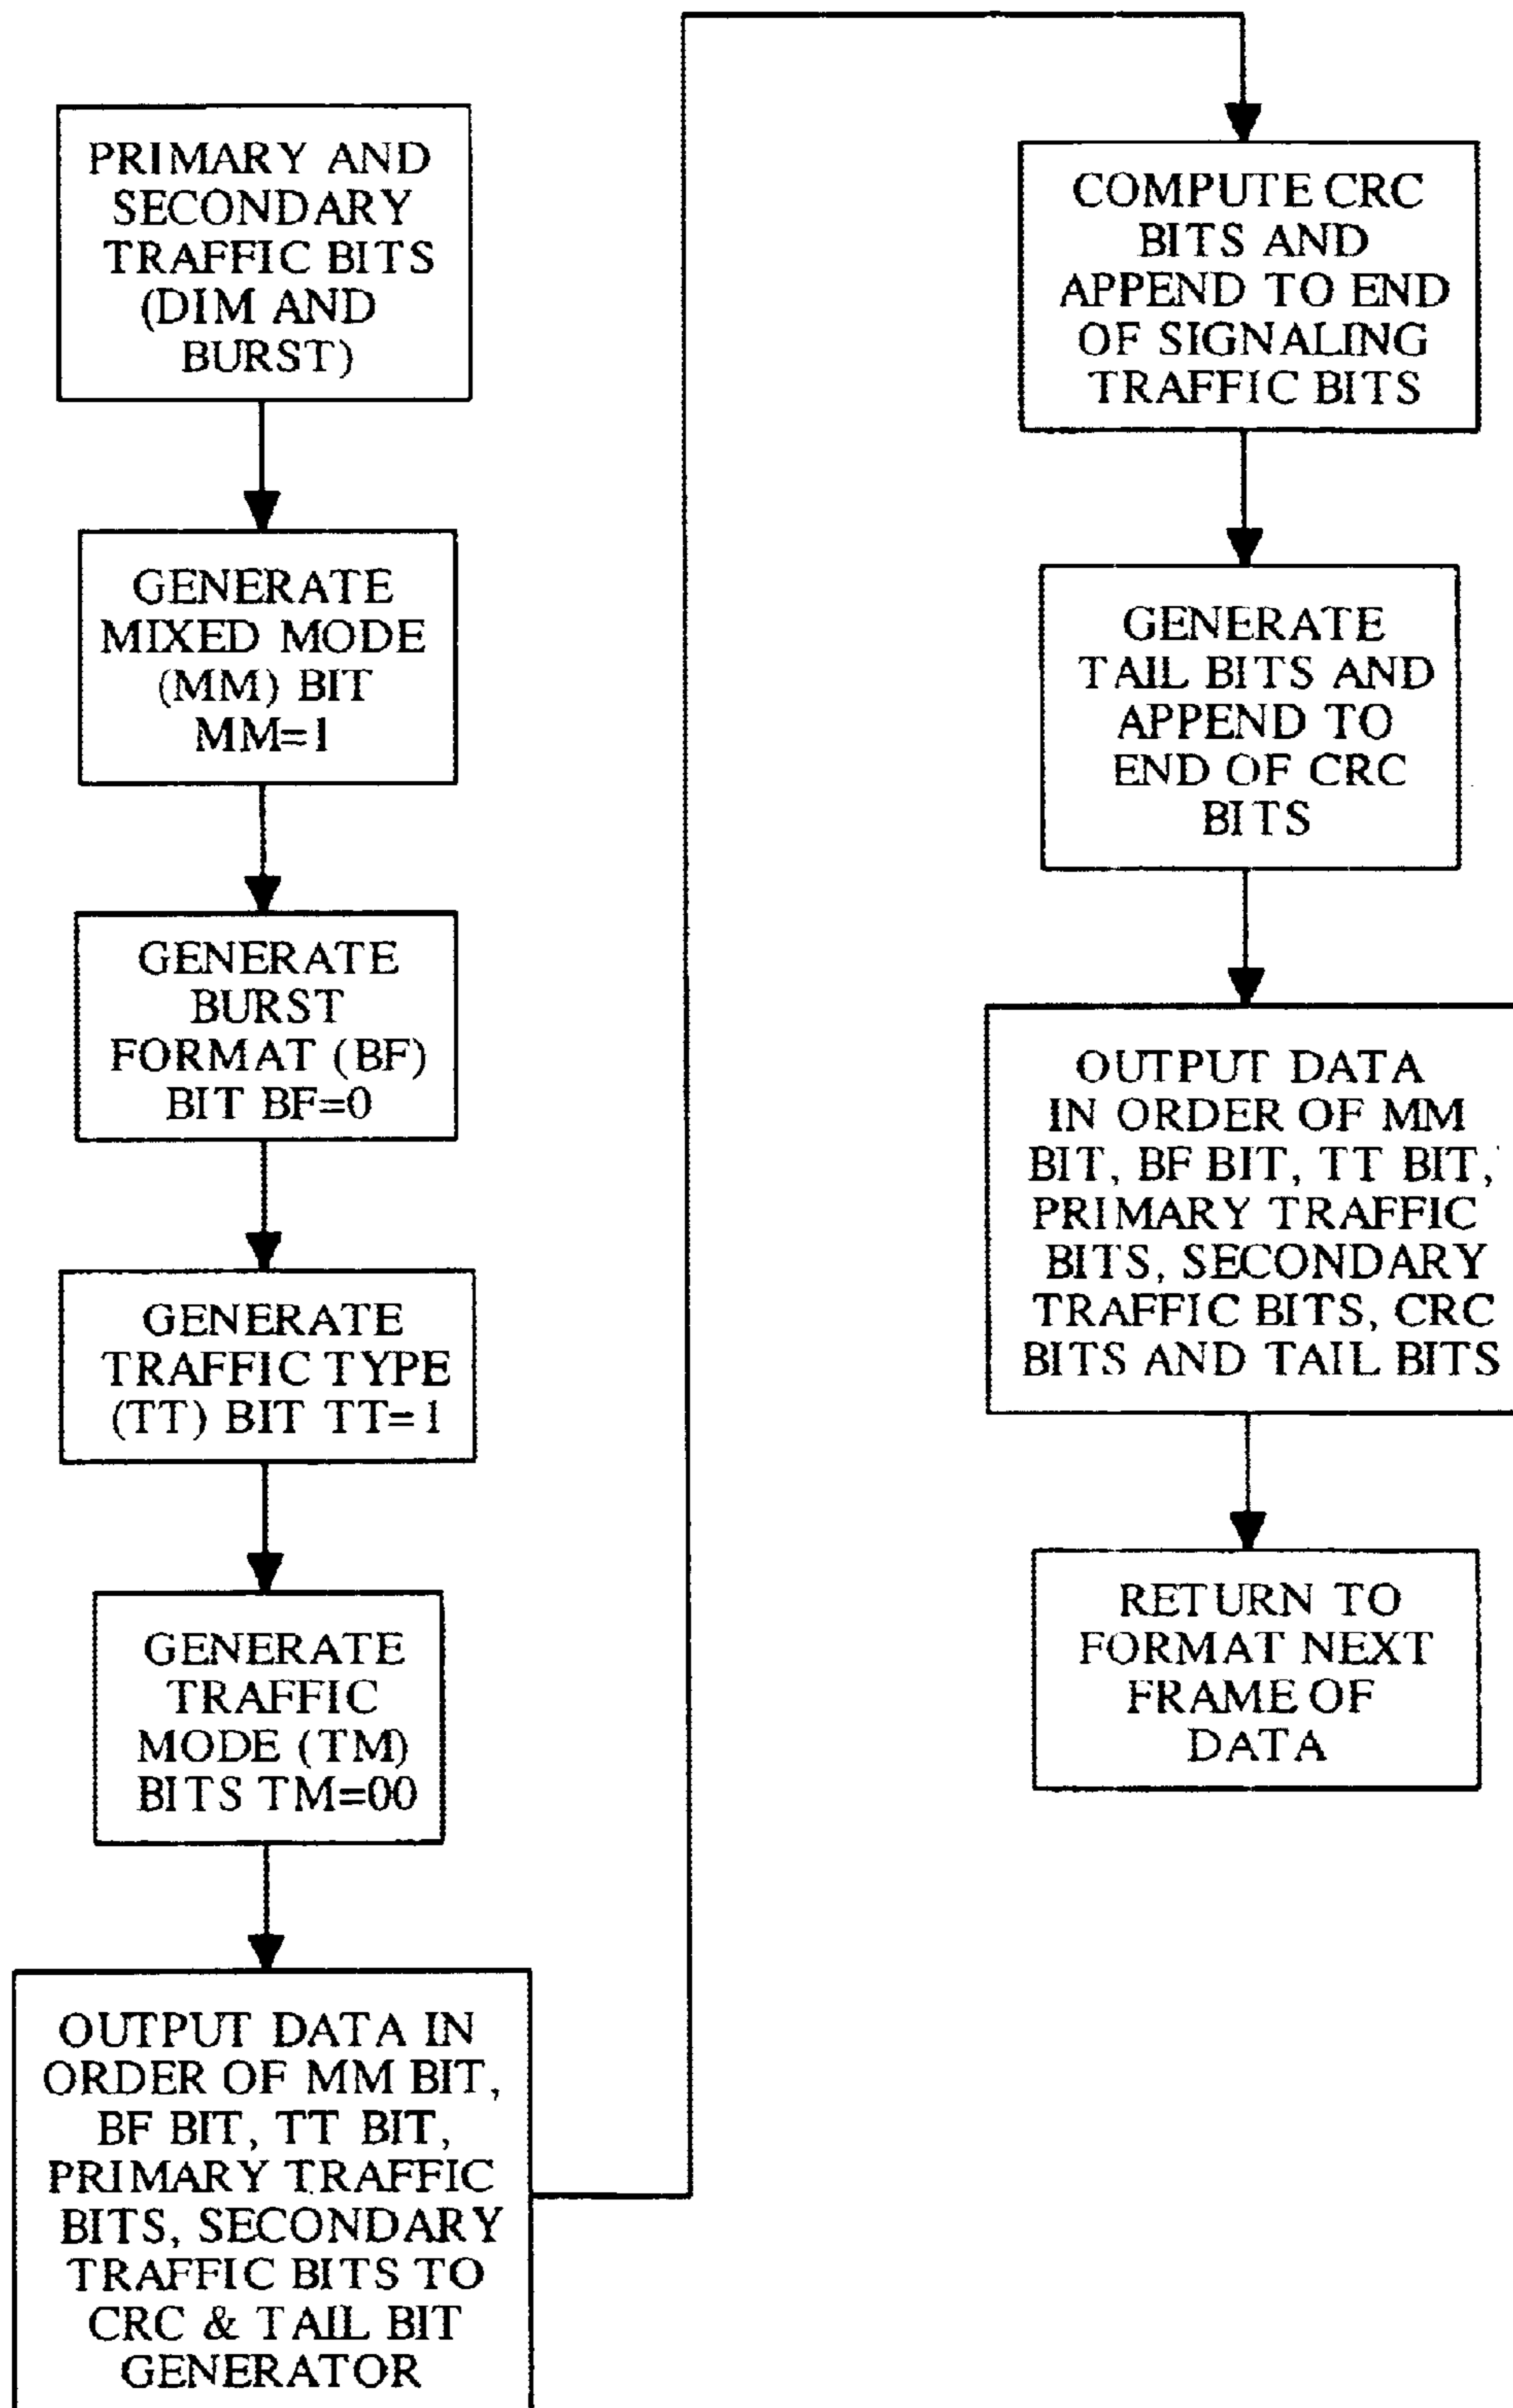 PRIMARY AND
SECONDARY
TRAFFIC BITS
(DIM AND
BURST)
GENERATE
MIXED MODE
(MM) BIT
MM=1
GENERATE
BURST
FORMAT (BF)
BIT BF=0
GENERATE
TRAFFIC TYPE
(TT) BIT TT=1
GENERATE
TRAFFIC
MODE (TM)
BITS TM=00
OUTPUT DATA IN
ORDER OF MM BIT,
BF BIT, TT BIT,
PRIMARY TRAFFIC
BITS, SECONDARY
TRAFFIC BITS TO
CRC & TAIL BIT
GENERATOR
COMPUTE CRC
BITS AND
APPEND TO END
OF SIGNALING
TRAFFIC BITS
GENERATE
TAIL BITS AND
APPEND TO
END OF CRC
BITS
OUTPUT DATA
IN ORDER OF MM
BIT, BF BIT, TT BIT,
PRIMARY TRAFFIC
BITS, SECONDARY
TRAFFIC BITS, CRC
BITS AND TAIL BITS
RETURN TO
FORMAT NEXT
FRAME OF
DATA